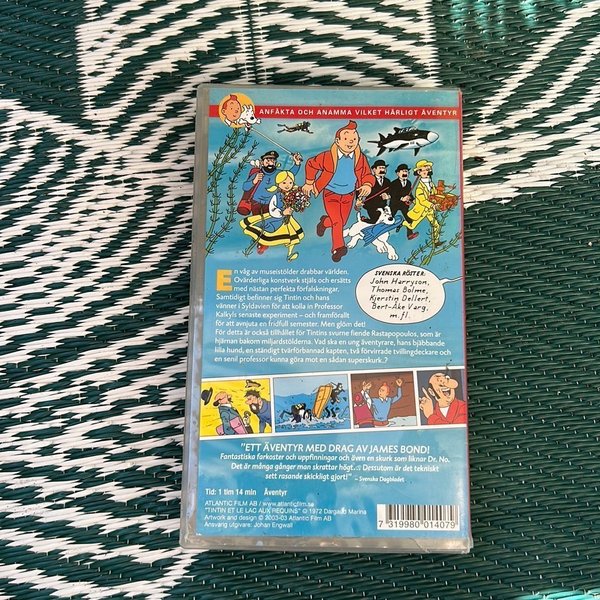 ANFÄKTA OCH ANAMMA VILKET HÄRLIGT ÄVENTYR
En våg av museistölder drabbar världen.
Ovärderliga konstverk stjäls och ersätts
med nästan perfekta förfalskningar.
Samtidigt befinner sig Tintin och hans
vänner i Syldavien för att kolla in Professor
Kalkyls senaste experiment – och framförallt
för att avnjuta en fridfull semester. Men glöm det!
För detta är också tillhållet för Tintins svurne fiende Rastapopoulos, som är
hjärnan bakom miljardstölderna. Vad ska en ung äventyrare, hans bjäbbande
lilla hund, en ständigt tvärförbannad kapten, två förvirrade tvillingdeckare och
en senil professor kunna göra mot en sådan superskurk..?
SVENSKA RÖSTER:
John Harryson,
Thomas Bolme,
Kjerstin Dellert,
Bert-Åke Varg,
m.fl.
"ETT ÄVENTYR MED DRAG AV JAMES BOND!
Fantastiska farkoster och uppfinningar och även en skurk som liknar Dr. No.
Det är många gånger man skrattar högt... Dessutom är det tekniskt
sett rasande skickligt gjort!" – Svenska Dagbladet
Tid: 1 tim 14 min Äventyr
ATLANTIC FILM AB / www.atlanticfilm.se
"TINTIN ET LE LAC AUX REQUINS" © 1972 Dargaud Marina
Artwork and design © 2003-03 Atlantic Film AB
Ansvarig utgivare: Johan Engwall
7 319980 014079